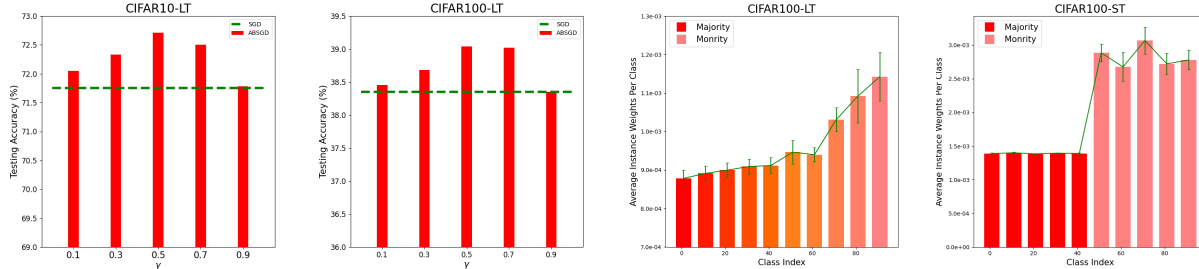 CIFAR10-LT
73.0
72.5
72.0
71.5
71.0
70.5
70.0
69.5
69.0
Testing Accuracy (%)
SGD
ABSGD
0.1 0.3 0.5 0.7 0.9
γ
CIFAR100-LT
39.5
39.0
38.5
38.0
37.5
37.0
36.5
36.0
Testing Accuracy (%)
SGD
ABSGD
0.1 0.3 0.5 0.7 0.9
γ
CIFAR100-LT
1.3e-03
1.2e-03
1.1e-03
1.0e-03
9.0e-04
8.0e-04
7.0e-04
Average Instance Weights Per Class
Majority
Monrity
0 20 40 60 80
Class Index
CIFAR100-ST
3.0e-03
2.5e-03
2.0e-03
1.5e-03
1.0e-03
5.0e-04
0.0e+00
Average Instance Weights Per Class
Majority
Monrity
0 20 40 60 80
Class Index